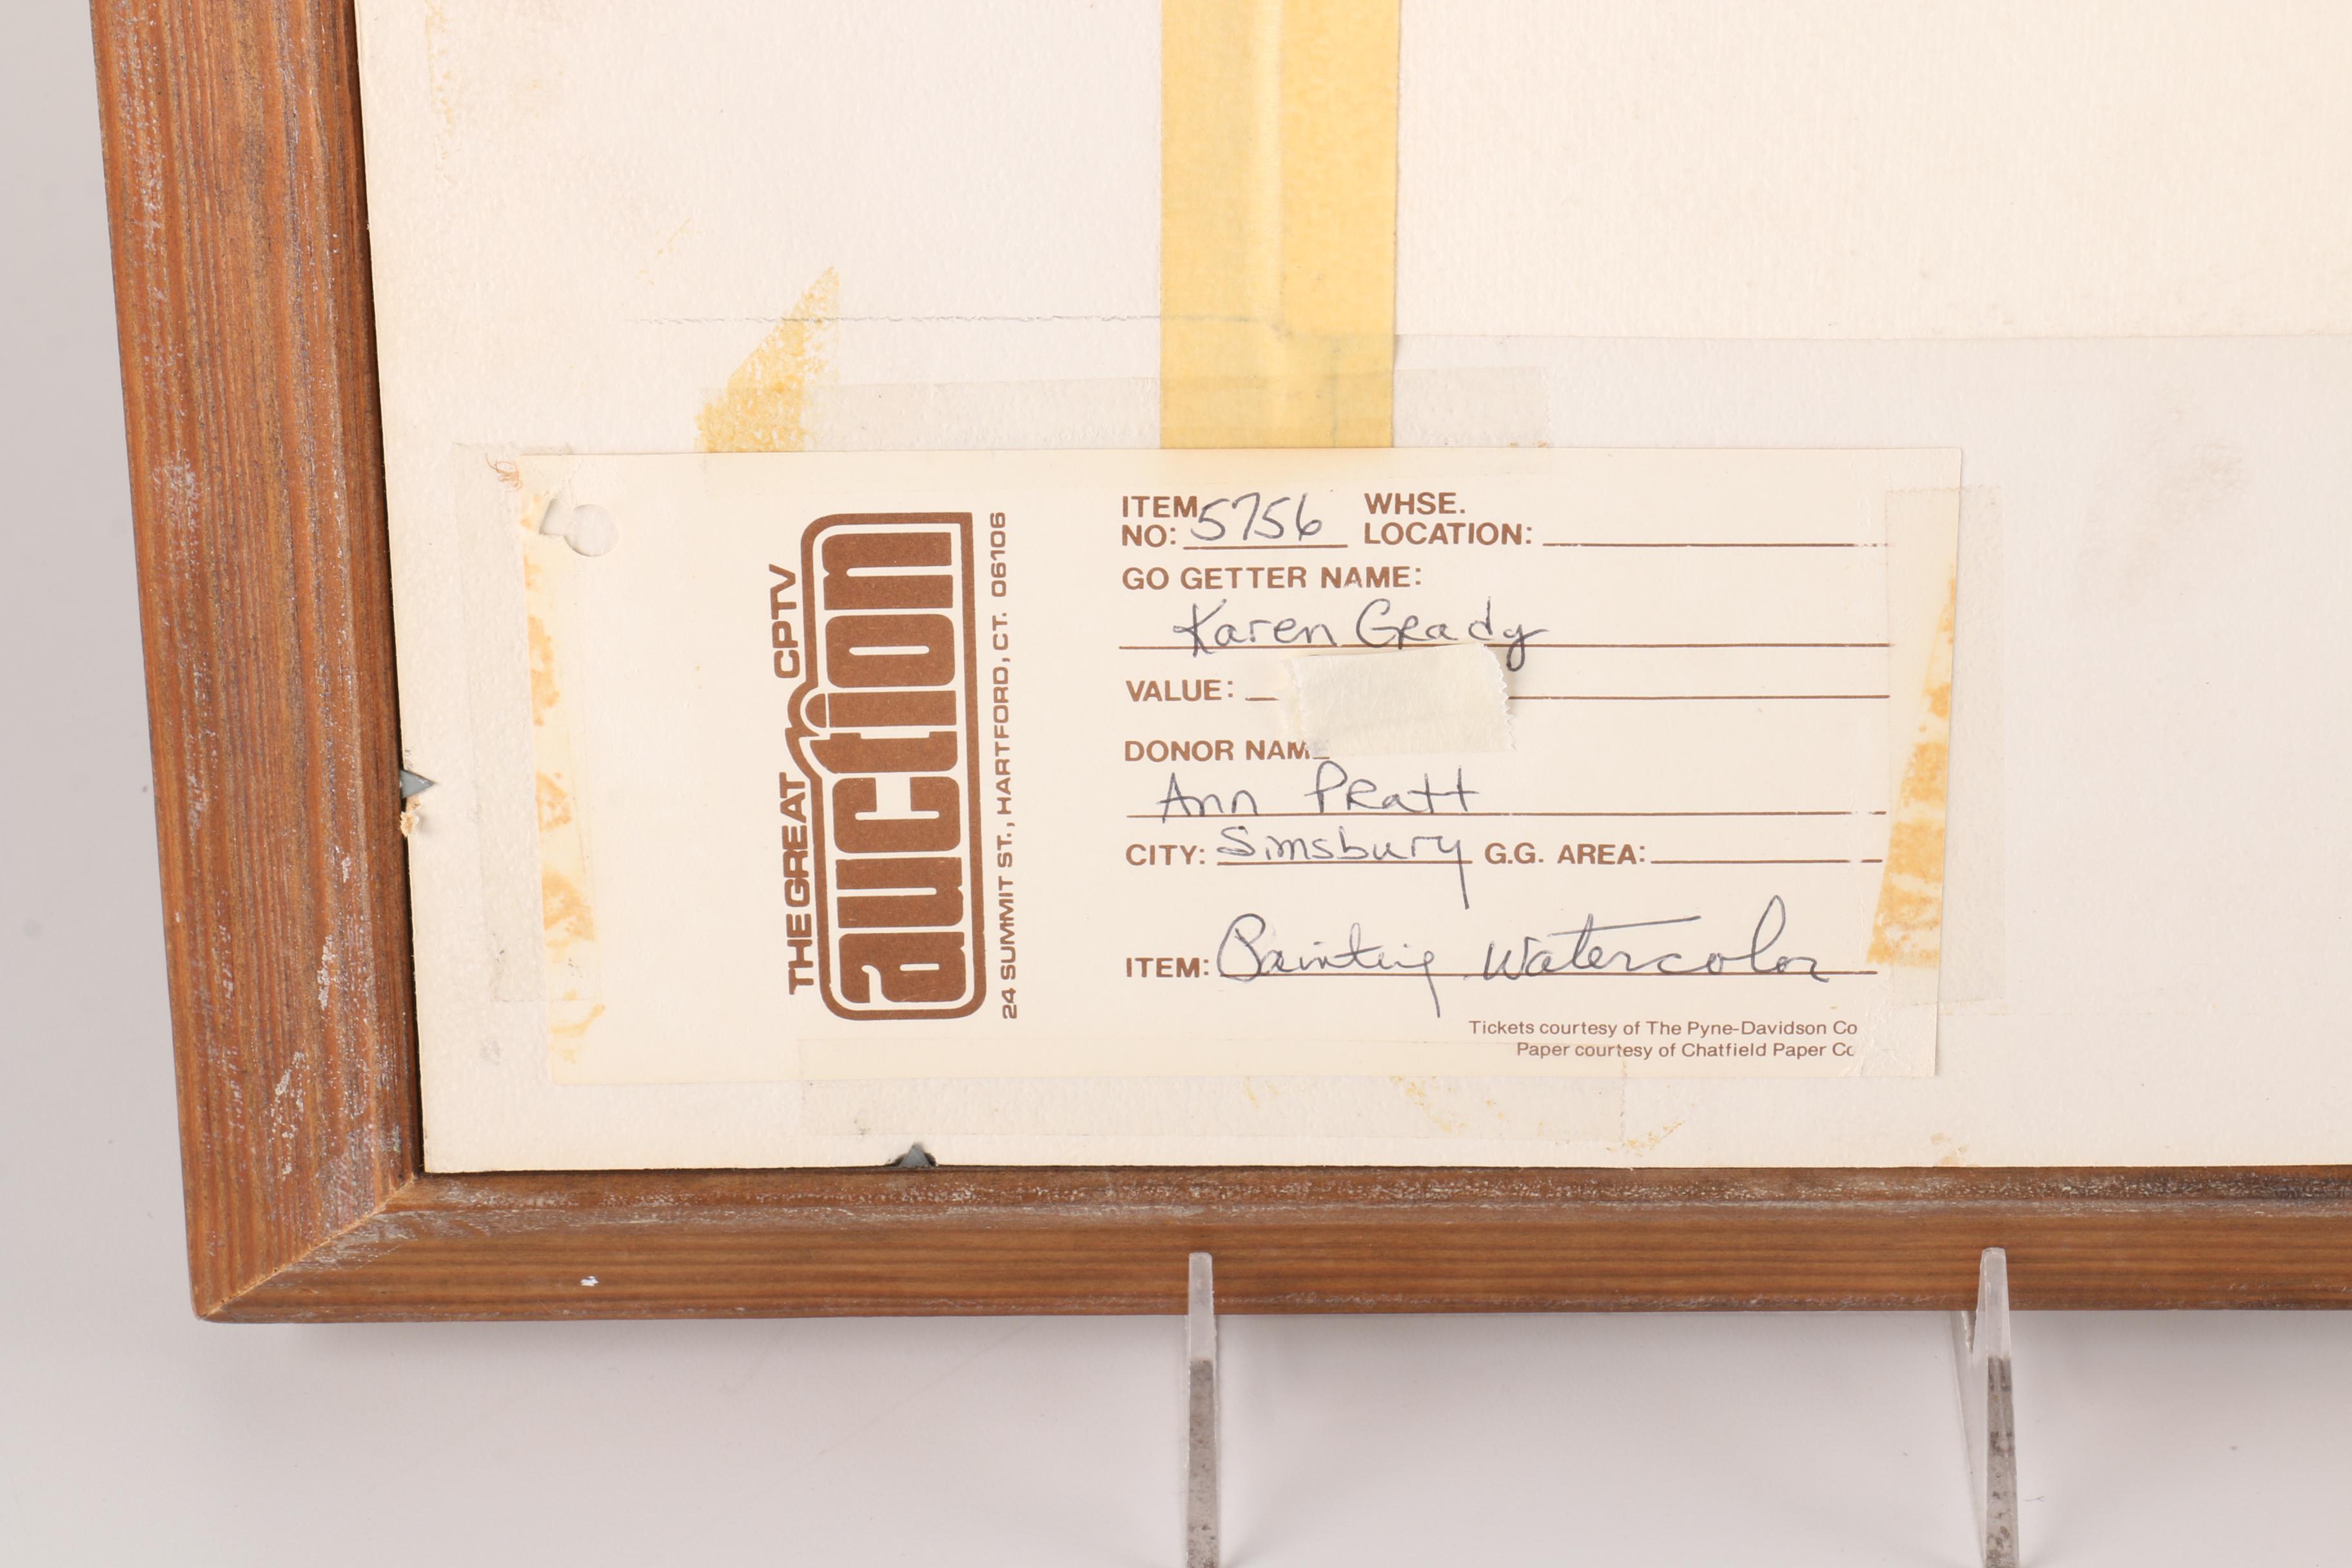 THE GREAT CPTV
auction
24 SUMMIT ST., HARTFORD, CT. 06106
ITEM NO: 5756 WHSE. LOCATION:
GO GETTER NAME:
Karen Grady
VALUE:
DONOR NAME
Ann Pratt
CITY: Simsbury G.G. AREA:
ITEM: Painting Watercolor
Tickets courtesy of The Pyne-Davidson Co
Paper courtesy of Chatfield Paper Co